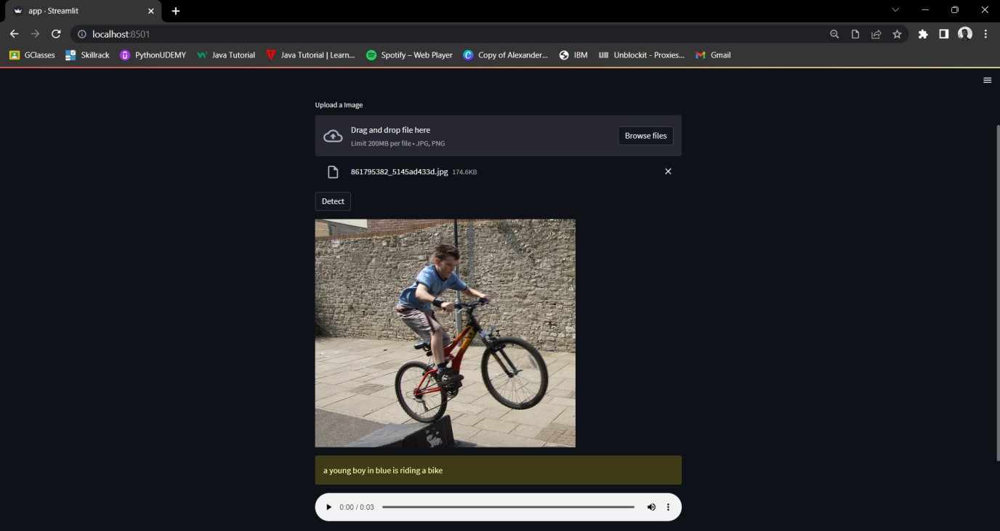 app · Streamlit
localhost:8501
GClasses Skillrack PythonUDEMY Java Tutorial Java Tutorial | Learn... Spotify – Web Player Copy of Alexander... IBM UB Unblockit - Proxies... Gmail
Upload a Image
Drag and drop file here
Limit 200MB per file • JPG, PNG
Browse files
861795382_5145ad433d.jpg 174.6KB
Detect
a young boy in blue is riding a bike
0:00 / 0:03